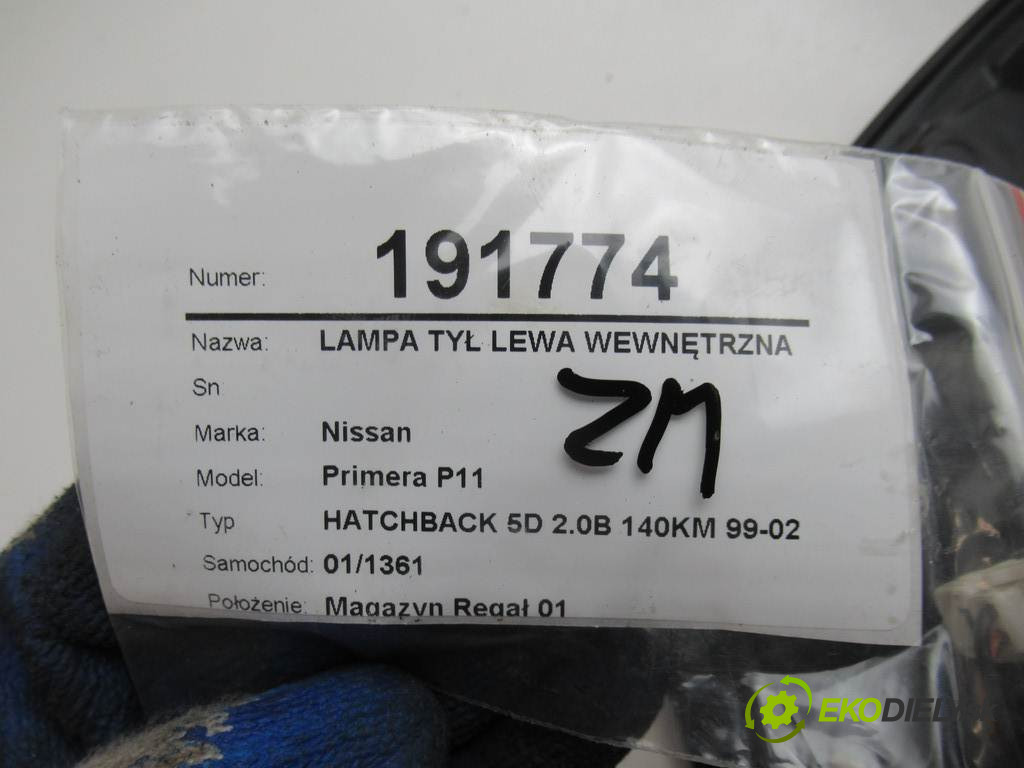 Numer: 191774
Nazwa: LAMPA TYŁ LEWA WEWNĘTRZNA
Sn
ZM
Marka: Nissan
Model: Primera P11
Typ HATCHBACK 5D 2.0B 140KM 99-02
Samochód: 01/1361
Położenie: Magazyn Regał 01